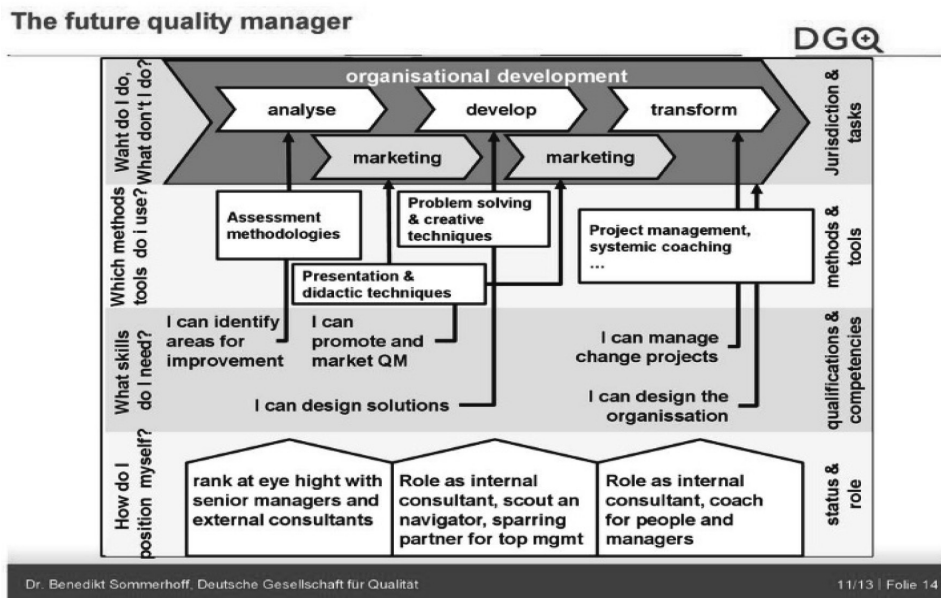 The future quality manager
DGQ
Waht do I do,
What don't I do?
organisational development
analyse
develop
transform
marketing
marketing
Jurisdiction &
tasks
Which methods
tools do i use?
Assessment
methodologies
Problem solving
& creative
techniques
Presentation &
didactic techniques
Project management,
systemic coaching
...
methods &
tools
What skills
do I need?
I can identify
areas for
improvement
I can
promote and
market QM
I can design solutions
I can manage
change projects
I can design the
organissation
qualifications &
competencies
How do I
position myself?
rank at eye hight with
senior managers and
external consultants
Role as internal
consultant, scout an
navigator, sparring
partner for top mgmt
Role as internal
consultant, coach
for people and
managers
status &
role
Dr. Benedikt Sommerhoff, Deutsche Gesellschaft für Qualität
11/13 | Folie 14